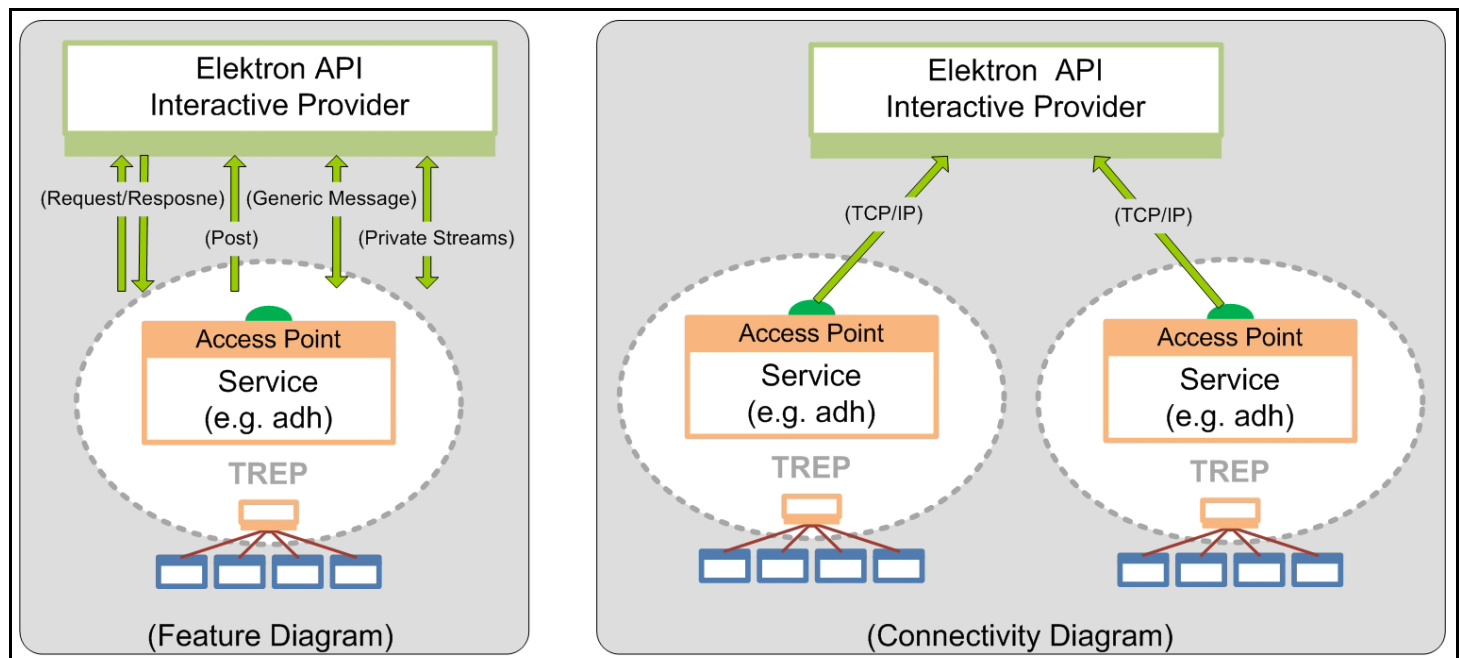 Elektron API
Interactive Provider
(Request/Resposne)
(Generic Message)
(Post)
(Private Streams)
Access Point
Service
(e.g. adh)
TREP
(Feature Diagram)
Elektron API
Interactive Provider
(TCP/IP)
(TCP/IP)
Access Point
Service
(e.g. adh)
TREP
Access Point
Service
(e.g. adh)
TREP
(Connectivity Diagram)